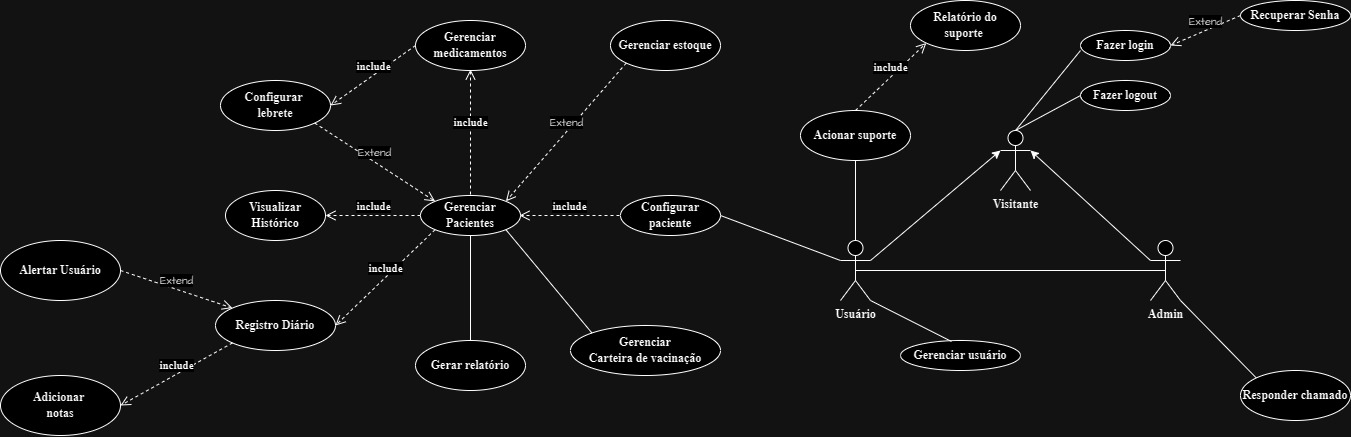 Relatório do
suporte
Recuperar Senha
Extend
Gerenciar
medicamentos
Gerenciar estoque
Fazer login
include
include
Configurar
lebrete
Fazer logout
include
Extend
Acionar suporte
Extend
Visitante
Visualizar
Histórico
include
Gerenciar
Pacientes
include
Configurar
paciente
Alertar Usuário
Extend
include
Registro Diário
Usuário
Admin
include
Gerar relatório
Gerenciar
Carteira de vacinação
Gerenciar usuário
Adicionar
notas
Responder chamado